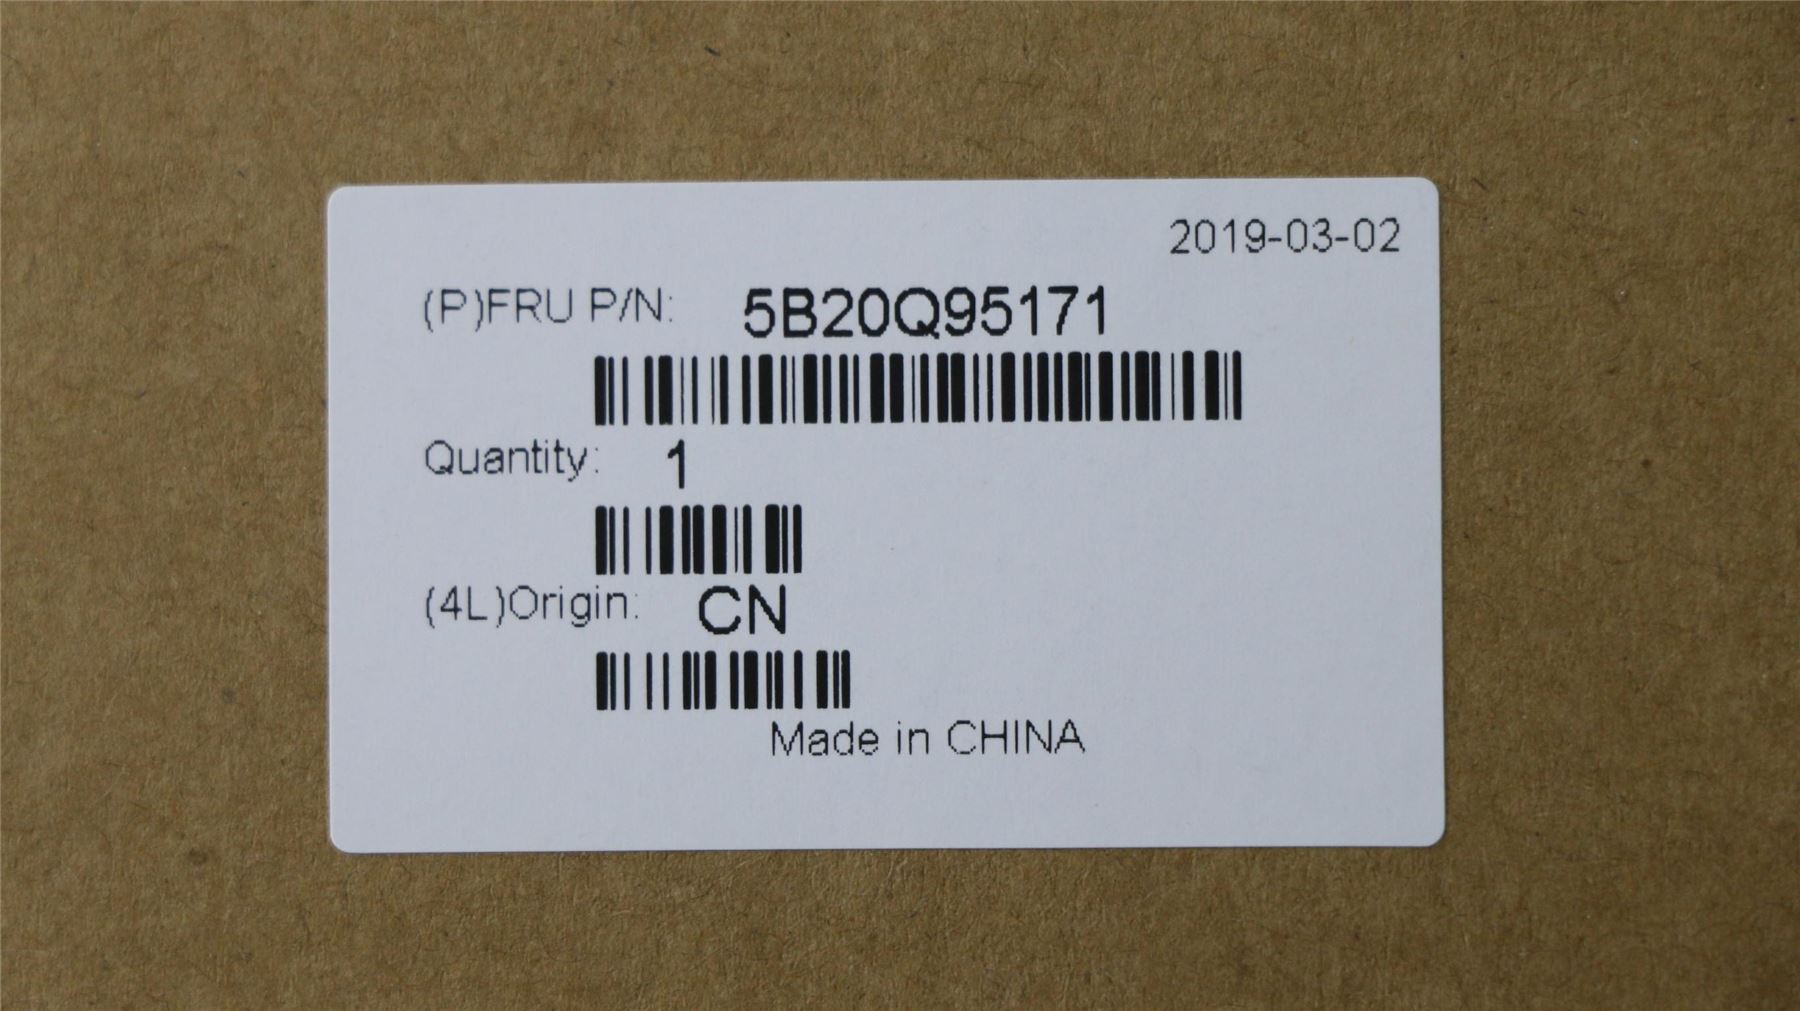 2019-03-02
(P)FRU P/N: 5B20Q95171
Quantity: 1
(4L)Origin: CN
Made in CHINA